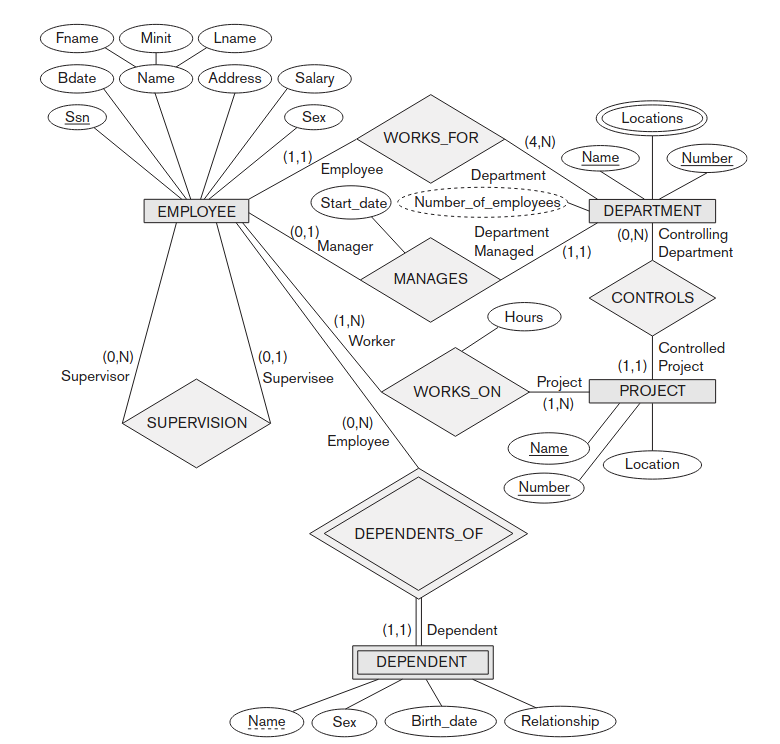 Fname
Minit
Lname
Bdate
Name
Address
Salary
Ssn
Sex
WORKS_FOR
Locations
(4,N)
(1,1)
Employee
Department
Name
Number
Start_date
Number_of_employees
EMPLOYEE
DEPARTMENT
(0,1)
Manager
Department
Managed
(1,1)
(0,N)
Controlling
Department
MANAGES
CONTROLS
Hours
(1,N)
Worker
(0,N)
Supervisor
(0,1)
Supervisee
Controlled
Project
(1,1)
WORKS_ON
Project
(1,N)
PROJECT
SUPERVISION
(0,N)
Employee
Name
Location
Number
DEPENDENTS_OF
(1,1)
Dependent
DEPENDENT
Name
Sex
Birth_date
Relationship